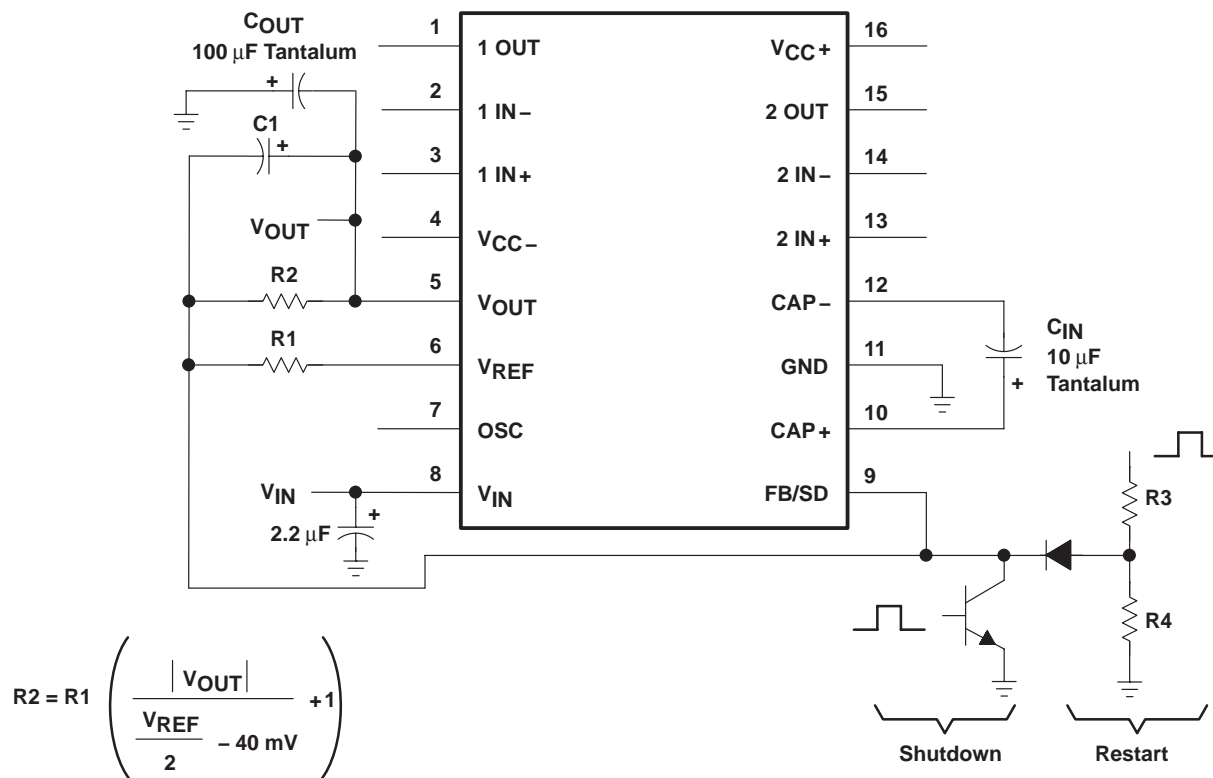 COUT
100 µF Tantalum
+
C1
+
VOUT
R2
R1
VIN
+
2.2 µF
1
1 OUT
2
1 IN−
3
1 IN+
4
VCC−
5
VOUT
6
VREF
7
OSC
8
VIN
16
VCC+
15
2 OUT
14
2 IN−
13
2 IN+
12
CAP−
11
GND
10
CAP+
9
FB/SD
CIN
10 µF
Tantalum
+
R3
R4
Shutdown
Restart
R2 = R1 ( |VOUT| / (VREF / 2 − 40 mV) + 1 )